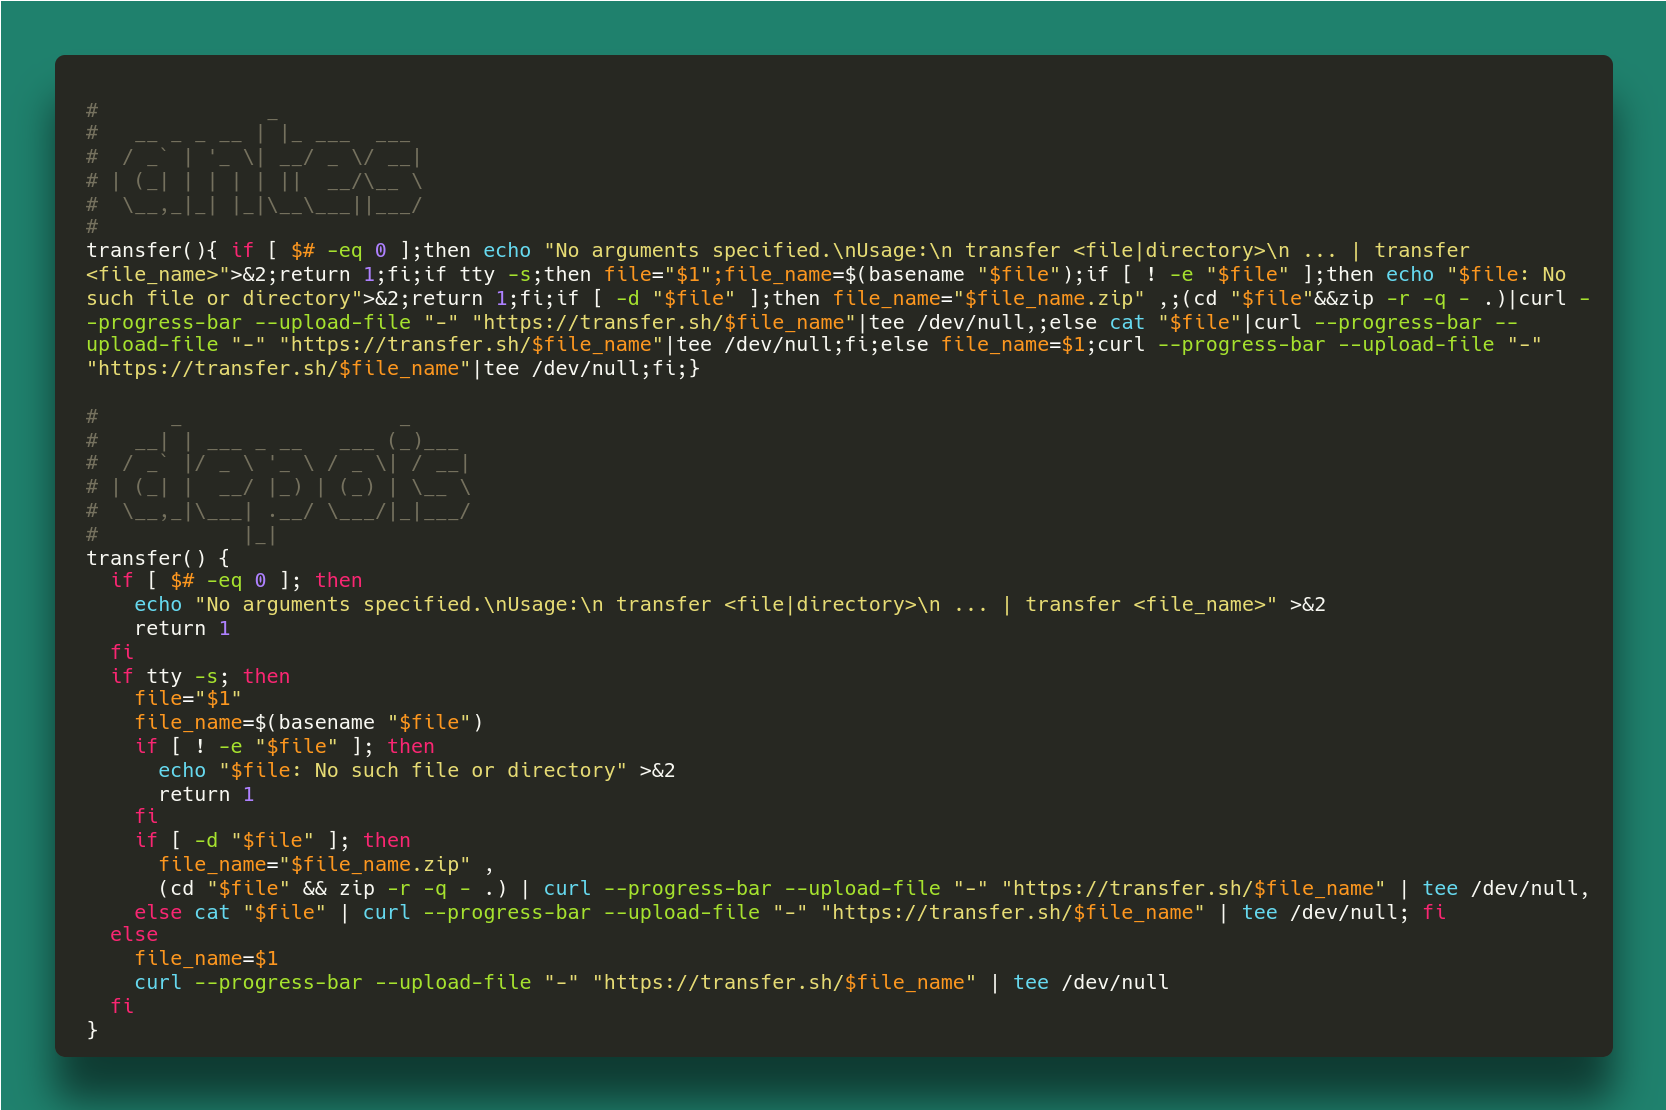 #              _
#   __ _ _ __ | |_ ___  ___
#  / _` | '_ \| __/ _ \/ __|
# | (_| | | | | ||  __/\__ \
#  \__,_|_| |_|\__\___||___/
#
transfer(){ if [ $# -eq 0 ];then echo "No arguments specified.\nUsage:\n transfer <file|directory>\n ... | transfer
<file_name>">&2;return 1;fi;if tty -s;then file="$1";file_name=$(basename "$file");if [ ! -e "$file" ];then echo "$file: No
such file or directory">&2;return 1;fi;if [ -d "$file" ];then file_name="$file_name.zip" ,;(cd "$file"&&zip -r -q - .)|curl -
-progress-bar --upload-file "-" "https://transfer.sh/$file_name"|tee /dev/null,;else cat "$file"|curl --progress-bar --
upload-file "-" "https://transfer.sh/$file_name"|tee /dev/null;fi;else file_name=$1;curl --progress-bar --upload-file "-"
"https://transfer.sh/$file_name"|tee /dev/null;fi;}

#      _                  _
#   __| | ___ _ __   ___ (_)___
#  / _` |/ _ \ '_ \ / _ \| / __|
# | (_| |  __/ |_) | (_) | \__ \
#  \__,_|\___| .__/ \___/|_|___/
#            |_|
transfer() {
  if [ $# -eq 0 ]; then
    echo "No arguments specified.\nUsage:\n transfer <file|directory>\n ... | transfer <file_name>" >&2
    return 1
  fi
  if tty -s; then
    file="$1"
    file_name=$(basename "$file")
    if [ ! -e "$file" ]; then
      echo "$file: No such file or directory" >&2
      return 1
    fi
    if [ -d "$file" ]; then
      file_name="$file_name.zip" ,
      (cd "$file" && zip -r -q - .) | curl --progress-bar --upload-file "-" "https://transfer.sh/$file_name" | tee /dev/null,
    else cat "$file" | curl --progress-bar --upload-file "-" "https://transfer.sh/$file_name" | tee /dev/null; fi
  else
    file_name=$1
    curl --progress-bar --upload-file "-" "https://transfer.sh/$file_name" | tee /dev/null
  fi
}